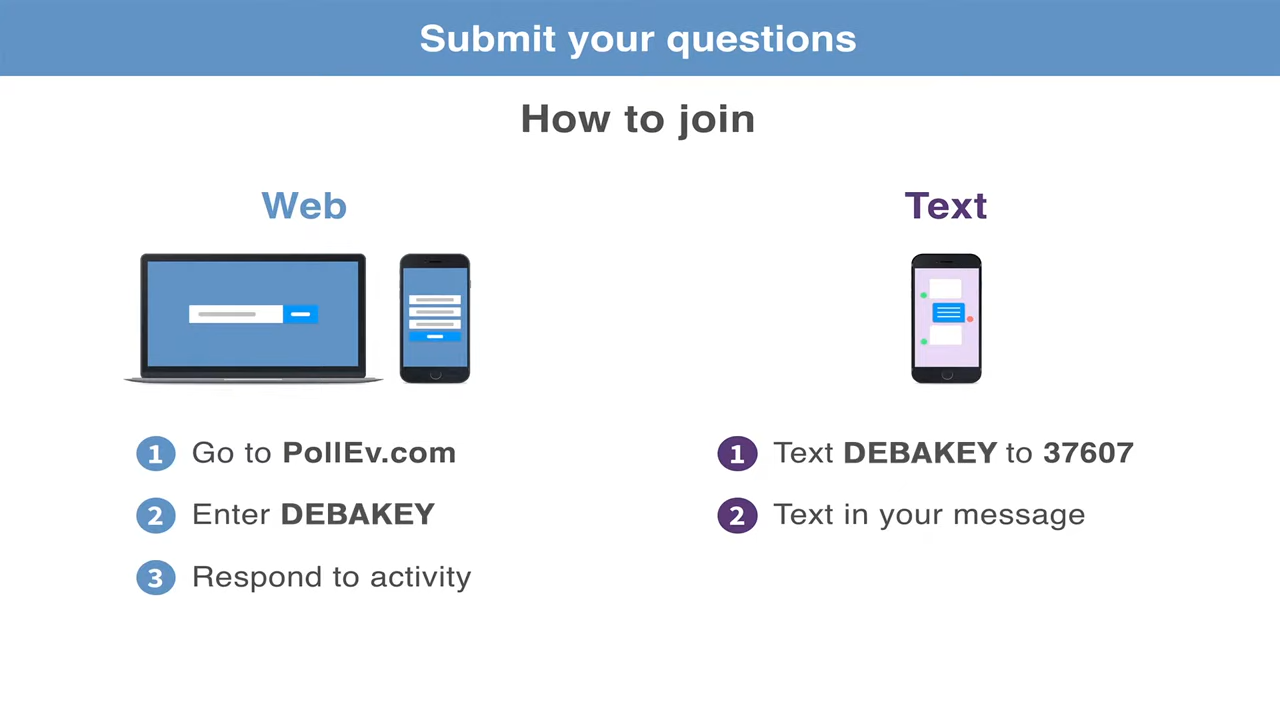 Submit your questions
How to join
Web
1 Go to PollEv.com
2 Enter DEBAKEY
3 Respond to activity
Text
1 Text DEBAKEY to 37607
2 Text in your message